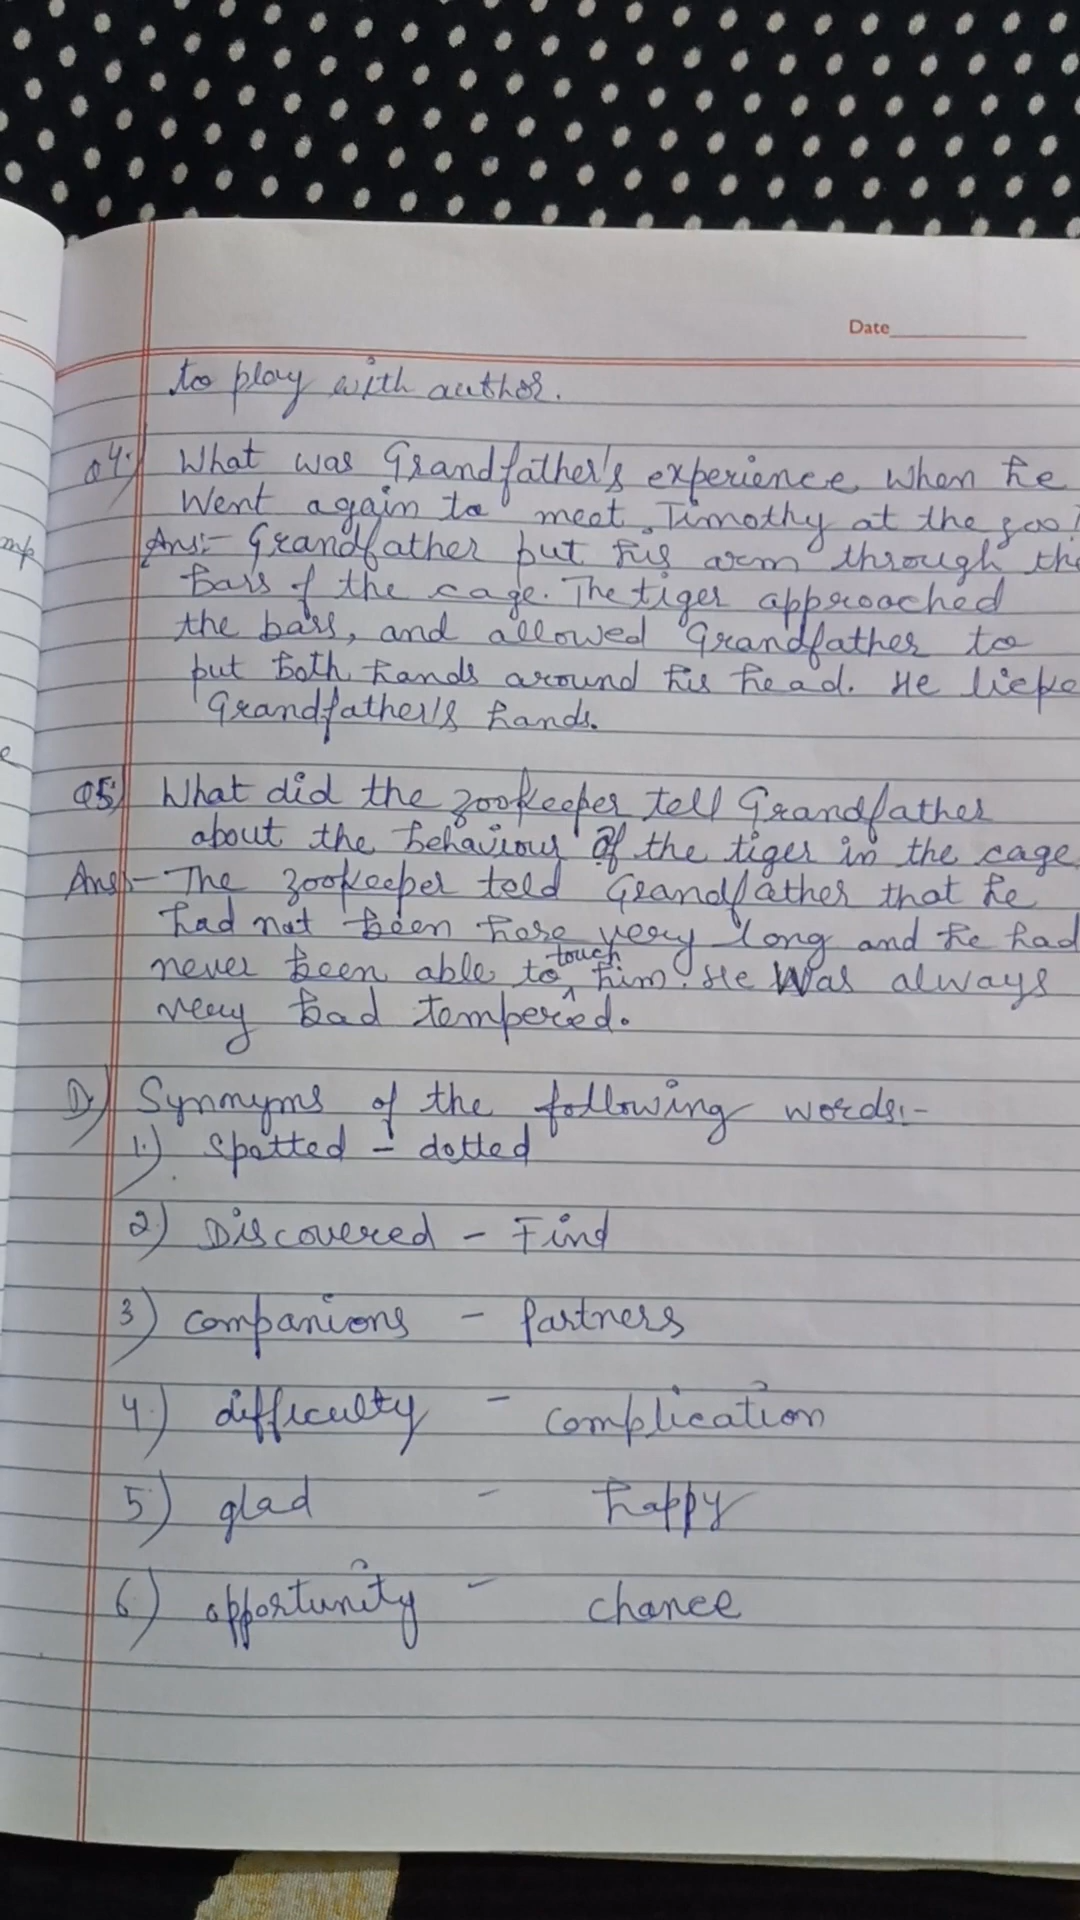 Date
to play with author.
Q4.) What was Grandfather's experience when he
Went again to meet Timothy at the zoo?
Ans:- Grandfather put his arm through the
bars of the cage. The tiger approached
the bars, and allowed Grandfather to
put both hands around his head. He licke
Grandfather's hands.
Q5) What did the zookeeper tell Grandfather
about the behaviour of the tiger in the cage
Ans:- The zookeeper told Grandfather that he
had not been here very long and he had
never been able to touch him. He was always
very bad tempered.
D) Synonyms of the following words:-
1.) Spotted - dotted
2) Discovered - Find
3) companions - Partners
4.) difficulty - complication
5) glad - happy
6) opportunity - chance